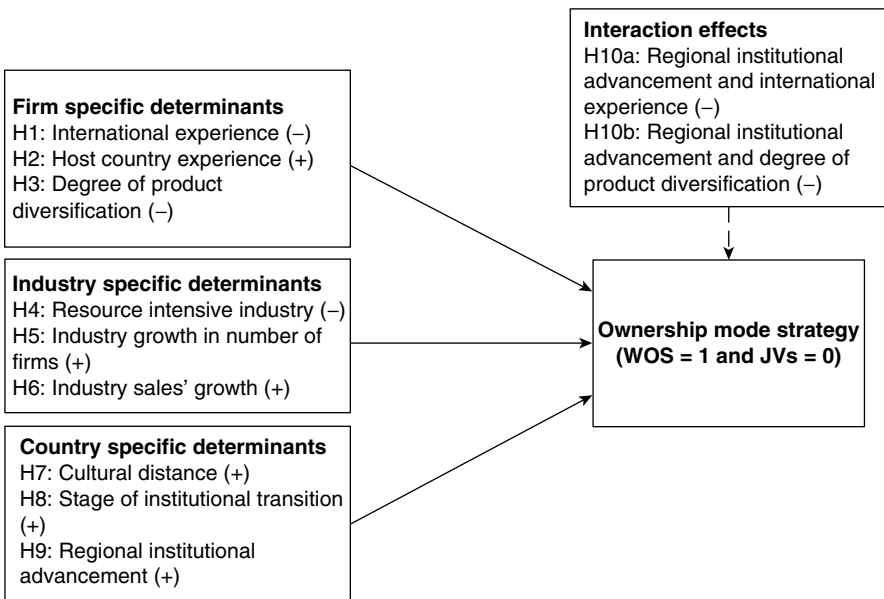 Firm specific determinants
H1: International experience (−)
H2: Host country experience (+)
H3: Degree of product
diversification (−)
Industry specific determinants
H4: Resource intensive industry (−)
H5: Industry growth in number of
firms (+)
H6: Industry sales’ growth (+)
Country specific determinants
H7: Cultural distance (+)
H8: Stage of institutional transition
(+)
H9: Regional institutional
advancement (+)
Interaction effects
H10a: Regional institutional
advancement and international
experience (−)
H10b: Regional institutional
advancement and degree of
product diversification (−)
Ownership mode strategy
(WOS = 1 and JVs = 0)